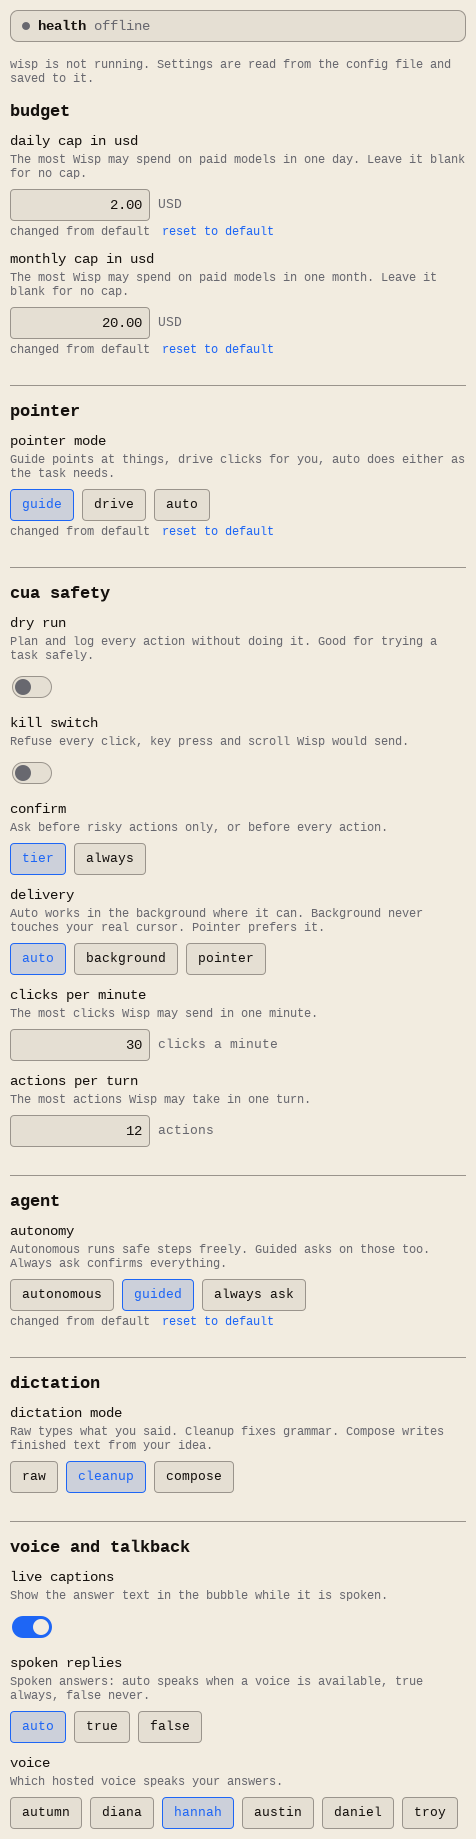 health offline
wisp is not running. Settings are read from the config file and
saved to it.
budget
daily cap in usd
The most Wisp may spend on paid models in one day. Leave it blank
for no cap.
2.00 USD
changed from default reset to default
monthly cap in usd
The most Wisp may spend on paid models in one month. Leave it
blank for no cap.
20.00 USD
changed from default reset to default
pointer
pointer mode
Guide points at things, drive clicks for you, auto does either as
the task needs.
guide drive auto
changed from default reset to default
cua safety
dry run
Plan and log every action without doing it. Good for trying a
task safely.
kill switch
Refuse every click, key press and scroll Wisp would send.
confirm
Ask before risky actions only, or before every action.
tier always
delivery
Auto works in the background where it can. Background never
touches your real cursor. Pointer prefers it.
auto background pointer
clicks per minute
The most clicks Wisp may send in one minute.
30 clicks a minute
actions per turn
The most actions Wisp may take in one turn.
12 actions
agent
autonomy
Autonomous runs safe steps freely. Guided asks on those too.
Always ask confirms everything.
autonomous guided always ask
changed from default reset to default
dictation
dictation mode
Raw types what you said. Cleanup fixes grammar. Compose writes
finished text from your idea.
raw cleanup compose
voice and talkback
live captions
Show the answer text in the bubble while it is spoken.
spoken replies
Spoken answers: auto speaks when a voice is available, true
always, false never.
auto true false
voice
Which hosted voice speaks your answers.
autumn diana hannah austin daniel troy